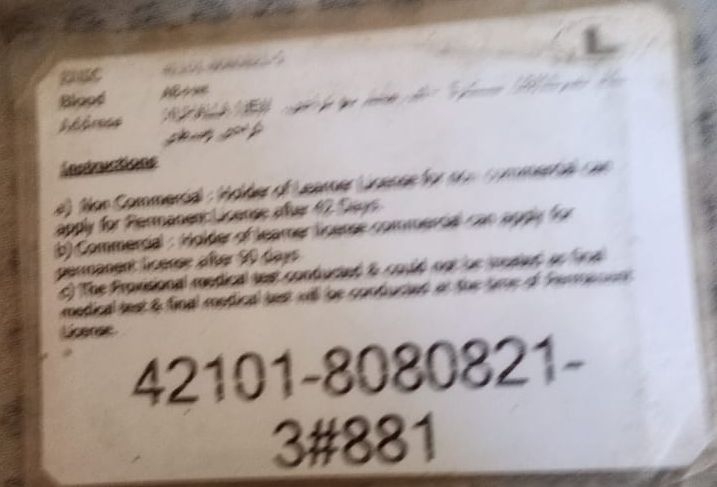 L
CNIC
Blood
Address
Instructions
a) Non Commercial : Holder of Learner License for commercial can
apply for Permanent License after 42 Days.
b) Commercial : Holder of learner license commercial can apply for
permanent license after 90 days
c) The Provisional medical test conducted & could not be treated as final
medical test & final medical test will be conducted at the time of Permanent
License.
42101-8080821-
3#881